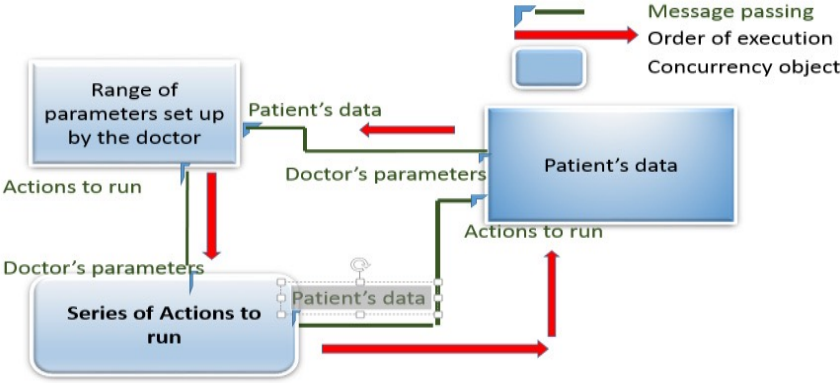 Message passing
Order of execution
Concurrency object
Range of
parameters set up
by the doctor
Patient's data
Patient's data
Doctor's parameters
Actions to run
Actions to run
Doctor's parameters
Patient's data
Series of Actions to
run